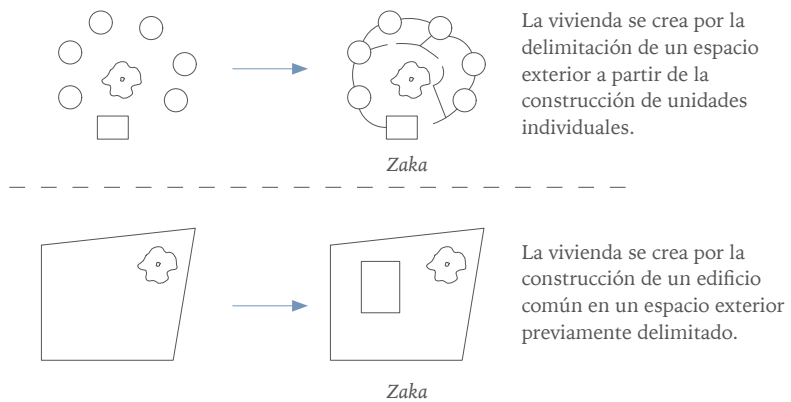 La vivienda se crea por la
delimitación de un espacio
exterior a partir de la
construcción de unidades
individuales.
Zaka
La vivienda se crea por la
construcción de un edificio
común en un espacio exterior
previamente delimitado.
Zaka